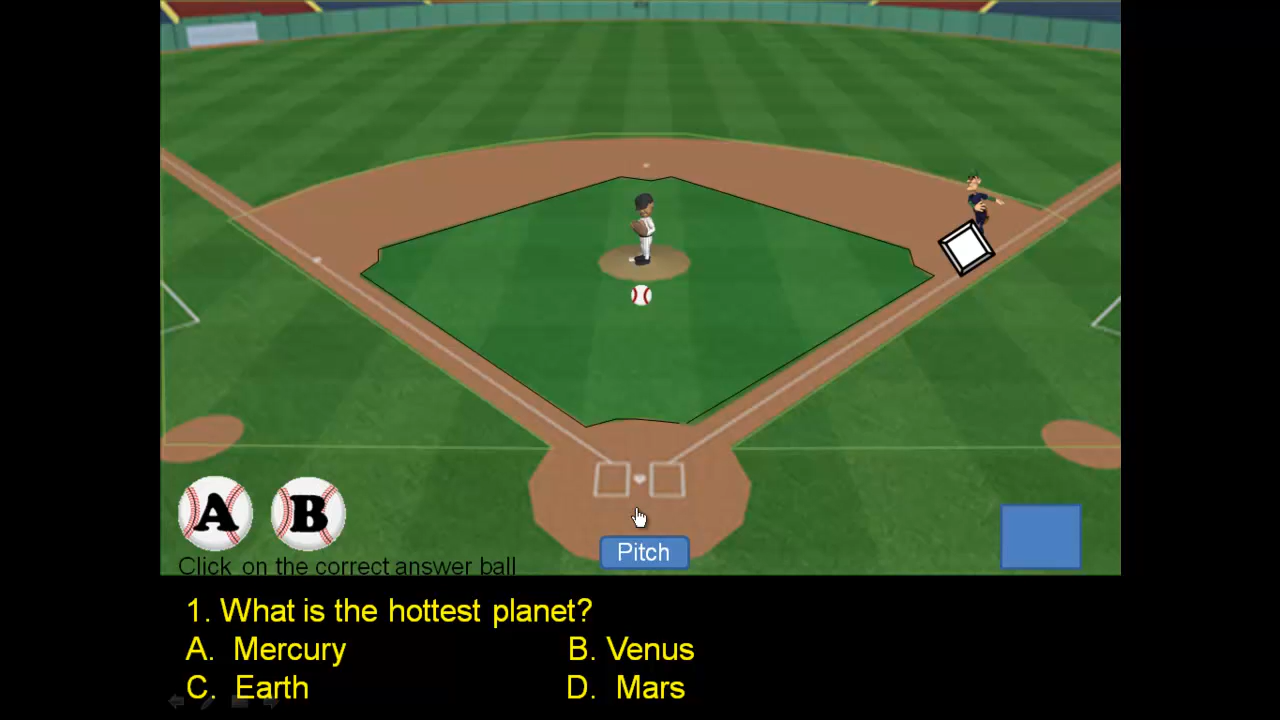 A B
Click on the correct answer ball
Pitch
1. What is the hottest planet?
A. Mercury B. Venus
C. Earth D. Mars